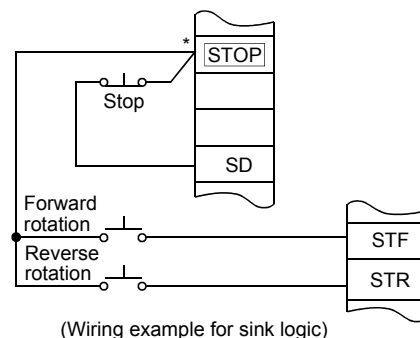 *
STOP
Stop
SD
Forward
rotation
STF
Reverse
rotation
STR
(Wiring example for sink logic)